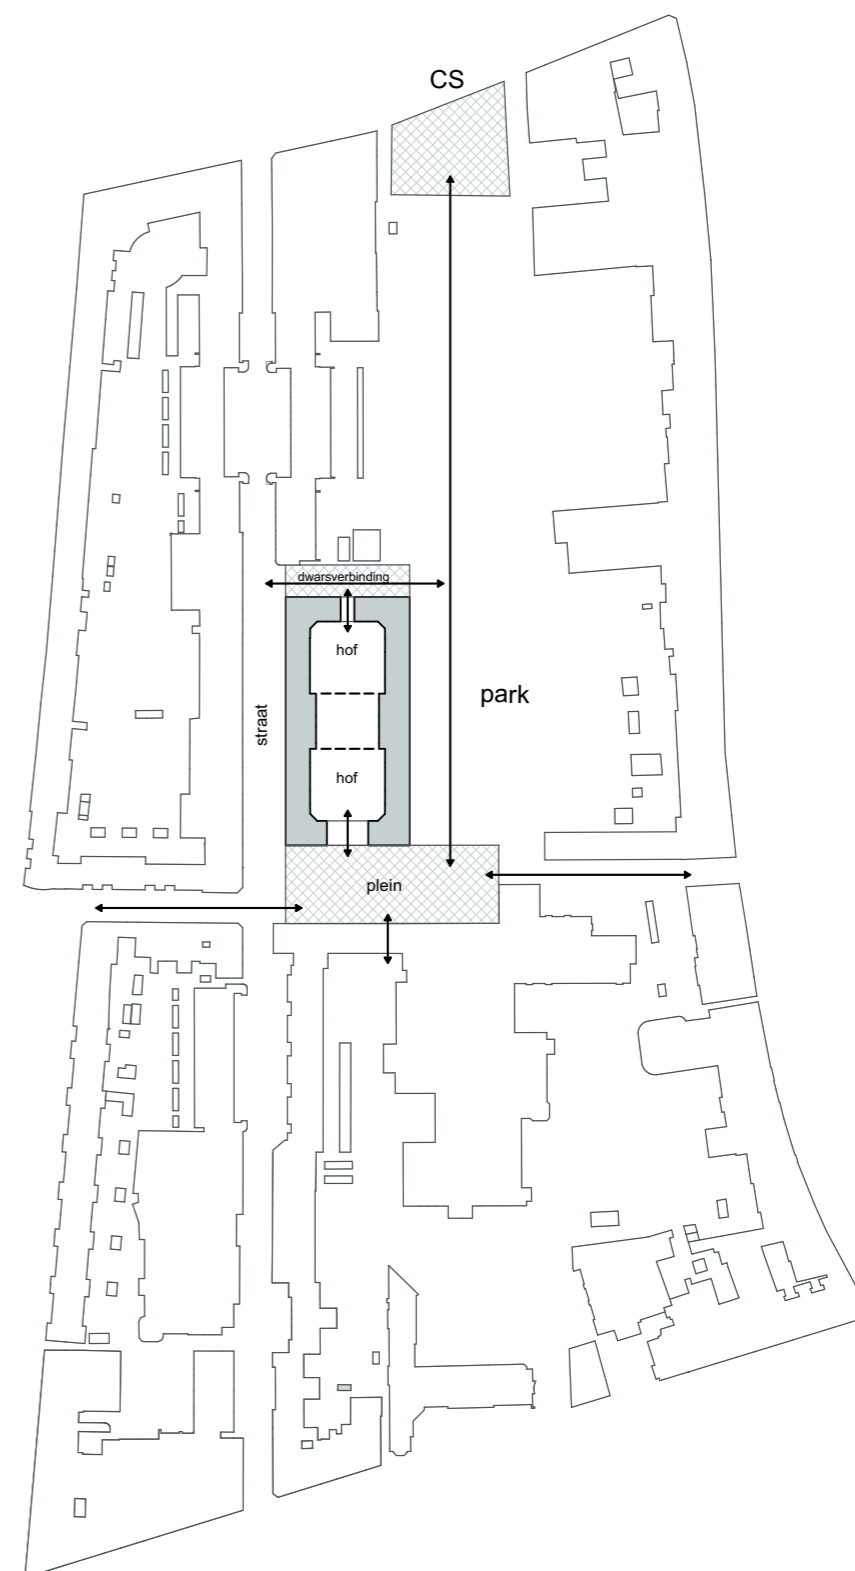 CS
dwarsverbinding
hof
park
straat
hof
plein